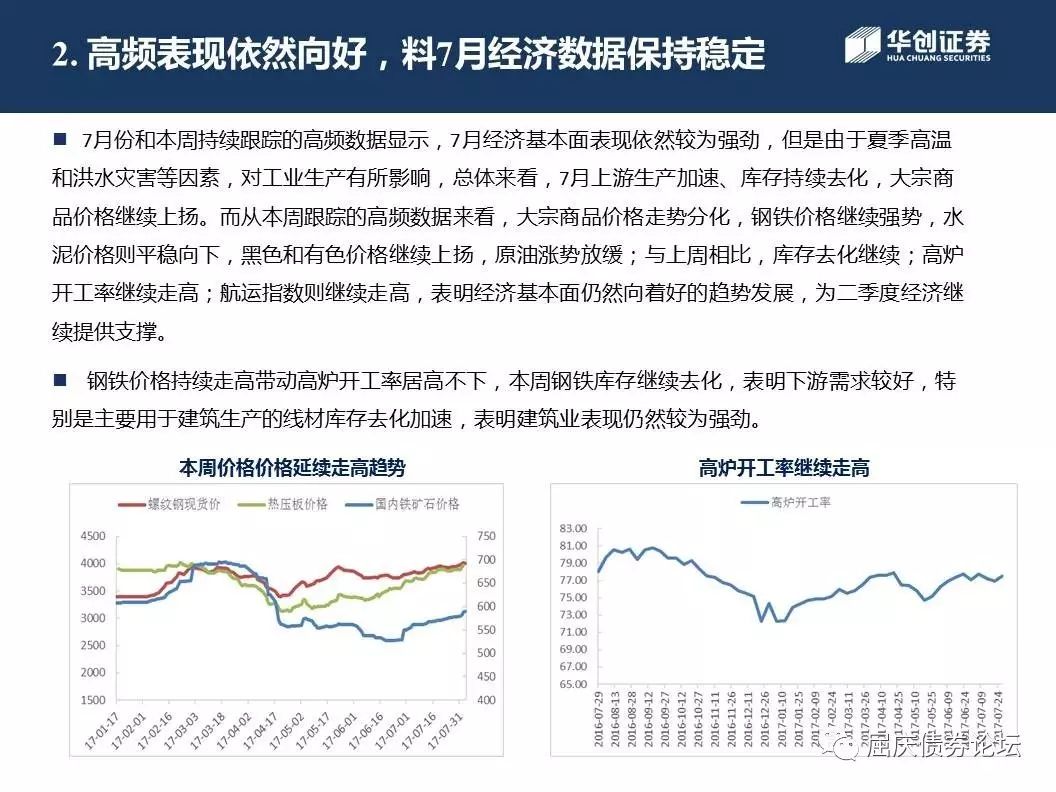 2. 高频表现依然向好，料7月经济数据保持稳定
华创证券
HUA CHUANG SECURITIES
■ 7月份和本周持续跟踪的高频数据显示，7月经济基本面表现依然较为强劲，但是由于夏季高温
和洪水灾害等因素，对工业生产有所影响，总体来看，7月上游生产加速、库存持续去化，大宗商
品价格继续上扬。而从本周跟踪的高频数据来看，大宗商品价格走势分化，钢铁价格继续强势，水
泥价格则平稳向下，黑色和有色价格继续上扬，原油涨势放缓；与上周相比，库存去化继续；高炉
开工率继续走高；航运指数则继续走高，表明经济基本面仍然向着好的趋势发展，为二季度经济继
续提供支撑。
■ 钢铁价格持续走高带动高炉开工率居高不下，本周钢铁库存继续去化，表明下游需求较好，特
别是主要用于建筑生产的线材库存去化加速，表明建筑业表现仍然较为强劲。
本周价格价格延续走高趋势
螺纹钢现货价 热压板价格 国内铁矿石价格
4500 750
4000 700
3500 650
3000 600
550
2500 500
2000 450
1500 400
17-01-17 17-02-01 17-02-16 17-03-03 17-03-18 17-04-02 17-04-17 17-05-02 17-05-17 17-06-01 17-06-16 17-07-01 17-07-16 17-07-31
高炉开工率继续走高
高炉开工率
83.00
81.00
79.00
77.00
75.00
73.00
71.00
69.00
67.00
65.00
2016-07-29 2016-08-13 2016-08-28 2016-09-12 2016-09-27 2016-10-12 2016-10-27 2016-11-11 2016-11-26 2016-12-11 2016-12-26 2017-01-10 2017-01-25 2017-02-09 2017-02-24 2017-03-11 2017-03-26 2017-04-10 2017-04-25 2017-05-10 2017-05-25 2017-06-09 2017-06-24 2017-07-09 2017-07-24
屈庆债券论坛